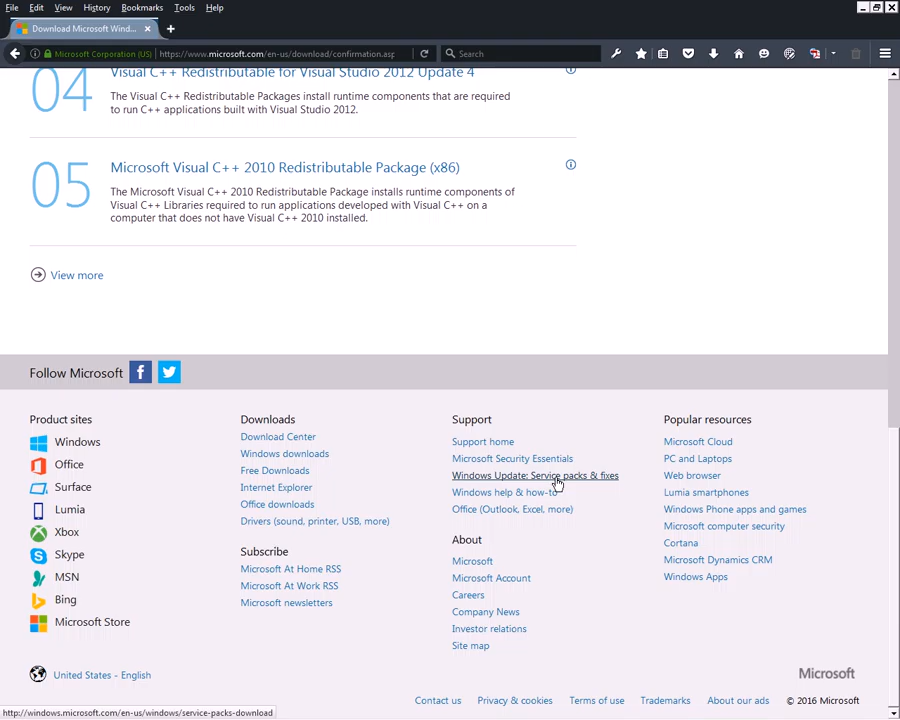 File Edit View History Bookmarks Tools Help
Download Microsoft Wind...
Microsoft Corporation (US) https://www.microsoft.com/en-us/download/confirmation.asp
Search
04
Visual C++ Redistributable for Visual Studio 2012 Update 4
The Visual C++ Redistributable Packages install runtime components that are required
to run C++ applications built with Visual Studio 2012.
05
Microsoft Visual C++ 2010 Redistributable Package (x86)
The Microsoft Visual C++ 2010 Redistributable Package installs runtime components of
Visual C++ Libraries required to run applications developed with Visual C++ on a
computer that does not have Visual C++ 2010 installed.
View more
Follow Microsoft
Product sites
Windows
Office
Surface
Lumia
Xbox
Skype
MSN
Bing
Microsoft Store
Downloads
Download Center
Windows downloads
Free Downloads
Internet Explorer
Office downloads
Drivers (sound, printer, USB, more)
Subscribe
Microsoft At Home RSS
Microsoft At Work RSS
Microsoft newsletters
Support
Support home
Microsoft Security Essentials
Windows Update: Service packs & fixes
Windows help & how-to
Office (Outlook, Excel, more)
About
Microsoft
Microsoft Account
Careers
Company News
Investor relations
Site map
Popular resources
Microsoft Cloud
PC and Laptops
Web browser
Lumia smartphones
Windows Phone apps and games
Microsoft computer security
Cortana
Microsoft Dynamics CRM
Windows Apps
United States - English
Microsoft
Contact us Privacy & cookies Terms of use Trademarks About our ads © 2016 Microsoft
http://windows.microsoft.com/en-us/windows/service-packs-download